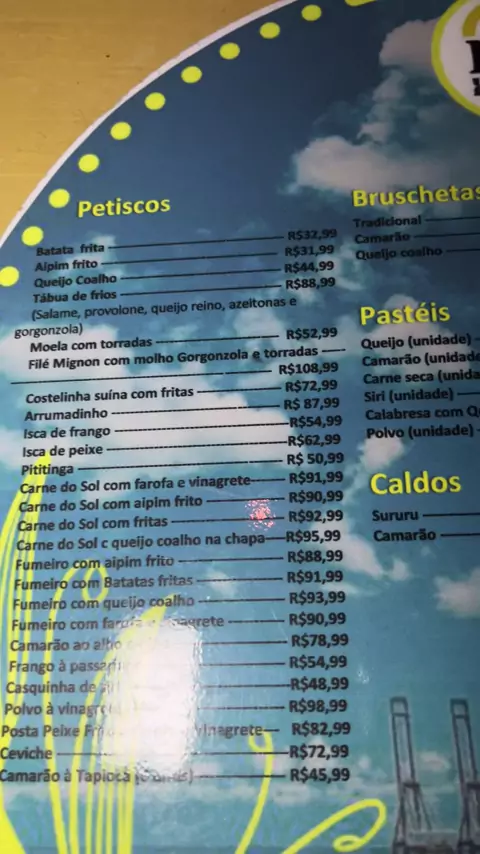 Petiscos
Batata frita R$32,99
Aipim frito R$31,99
Queijo Coalho R$44,99
Tábua de frios R$88,99
(Salame, provolone, queijo reino, azeitonas e
gorgonzola)
Moela com torradas R$52,99
Filé Mignon com molho Gorgonzola e torradas
R$108,99
Costelinha suína com fritas R$72,99
Arrumadinho R$ 87,99
Isca de frango R$54,99
Isca de peixe R$62,99
Pititinga R$ 50,99
Carne do Sol com farofa e vinagrete R$91,99
Carne do Sol com aipim frito R$90,99
Carne do Sol com fritas R$92,99
Carne do Sol c queijo coalho na chapa R$95,99
Fumeiro com aipim frito R$88,99
Fumeiro com Batatas fritas R$91,99
Fumeiro com queijo coalho R$93,99
Fumeiro com farofa e vinagrete R$90,99
Camarão ao alho R$78,99
Frango à R$54,99
Casquinha de R$48,99
Polvo à R$98,99
Posta Peixe vinagrete R$82,99
Ceviche R$72,99
Camarão à Tapioca R$45,99
Bruschetas
Tradicional
Camarão
Queijo coalho
Pastéis
Queijo (unidade)
Camarão (unidade
Carne seca (unida
Siri (unidade)
Calabresa com Q
Polvo (unidade)
Caldos
Sururu
Camarão